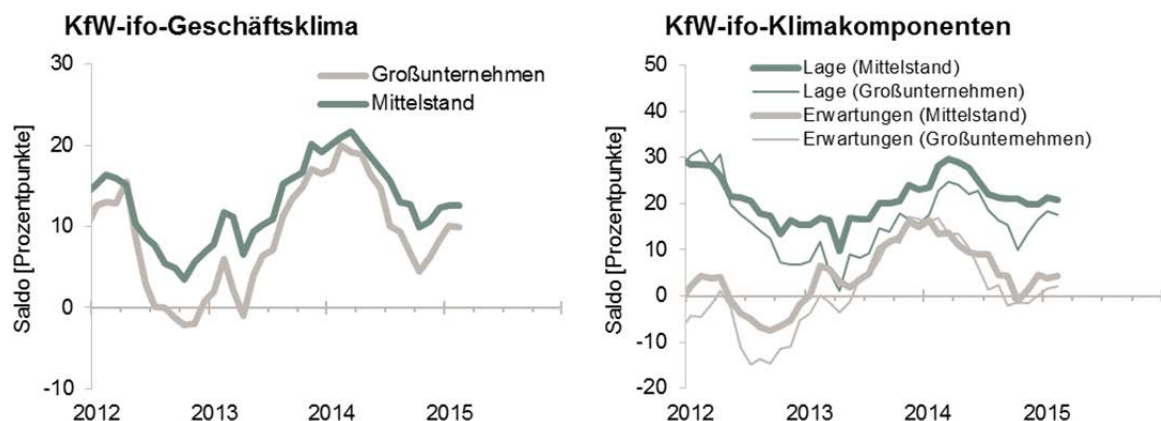 KfW-ifo-Geschäftsklima
Saldo [Prozentpunkte]
30
20
10
0
-10
Großunternehmen
Mittelstand
2012
2013
2014
2015
KfW-ifo-Klimakomponenten
Saldo [Prozentpunkte]
50
40
30
20
10
0
-10
-20
Lage (Mittelstand)
Lage (Großunternehmen)
Erwartungen (Mittelstand)
Erwartungen (Großunternehmen)
2012
2013
2014
2015